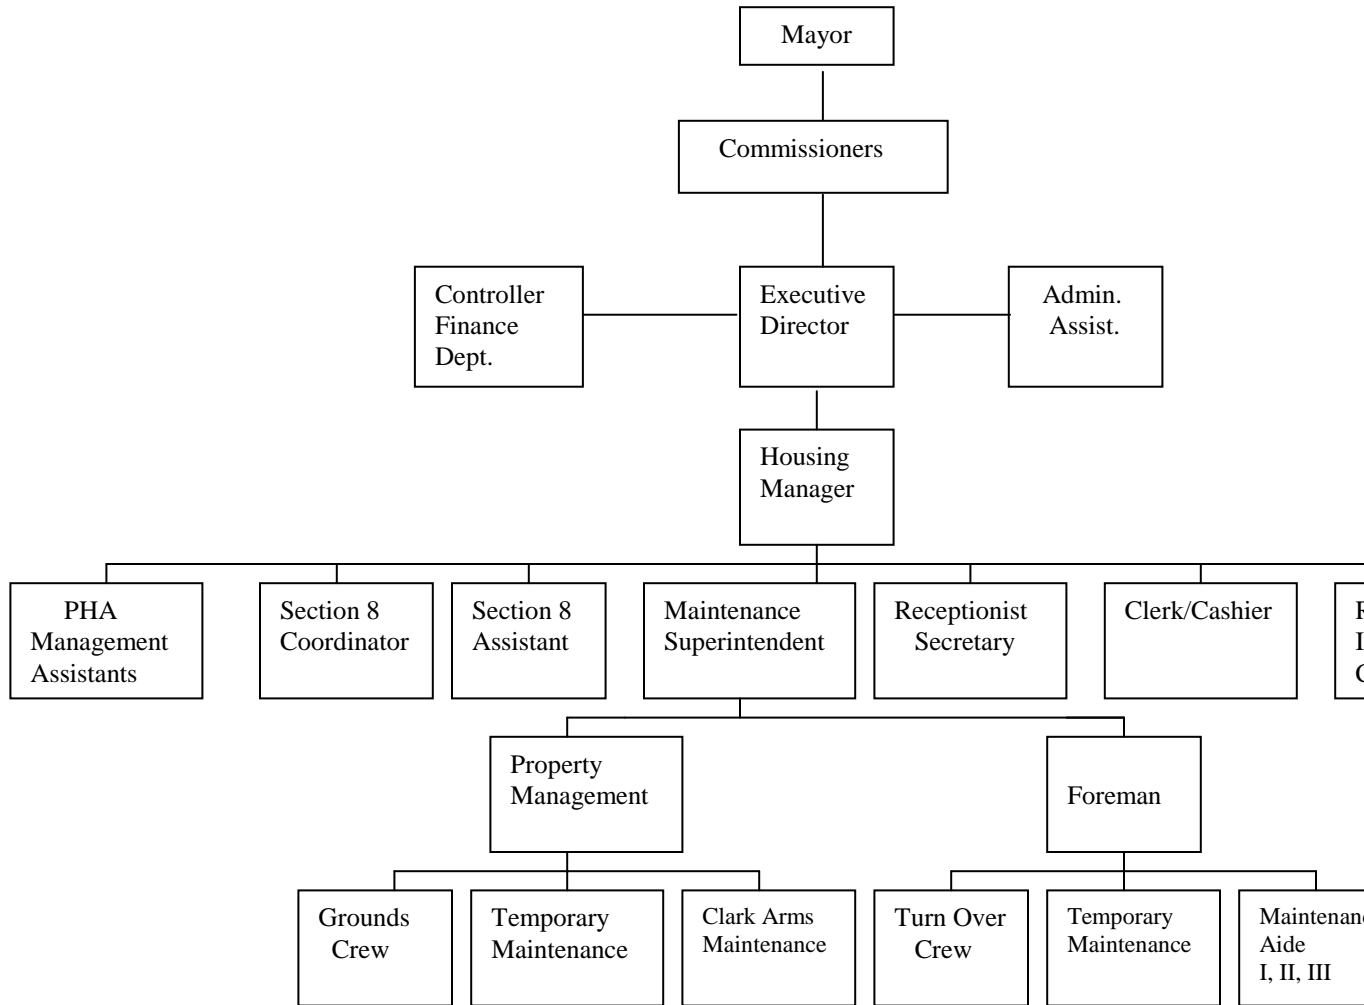 Mayor
Commissioners
Controller
Finance
Dept.
Executive
Director
Admin.
Assist.
Housing
Manager
PHA
Management
Assistants
Section 8
Coordinator
Section 8
Assistant
Maintenance
Superintendent
Receptionist
Secretary
Clerk/Cashier
Property
Management
Foreman
Grounds
Crew
Temporary
Maintenance
Clark Arms
Maintenance
Turn Over
Crew
Temporary
Maintenance
Aide
I, II, III